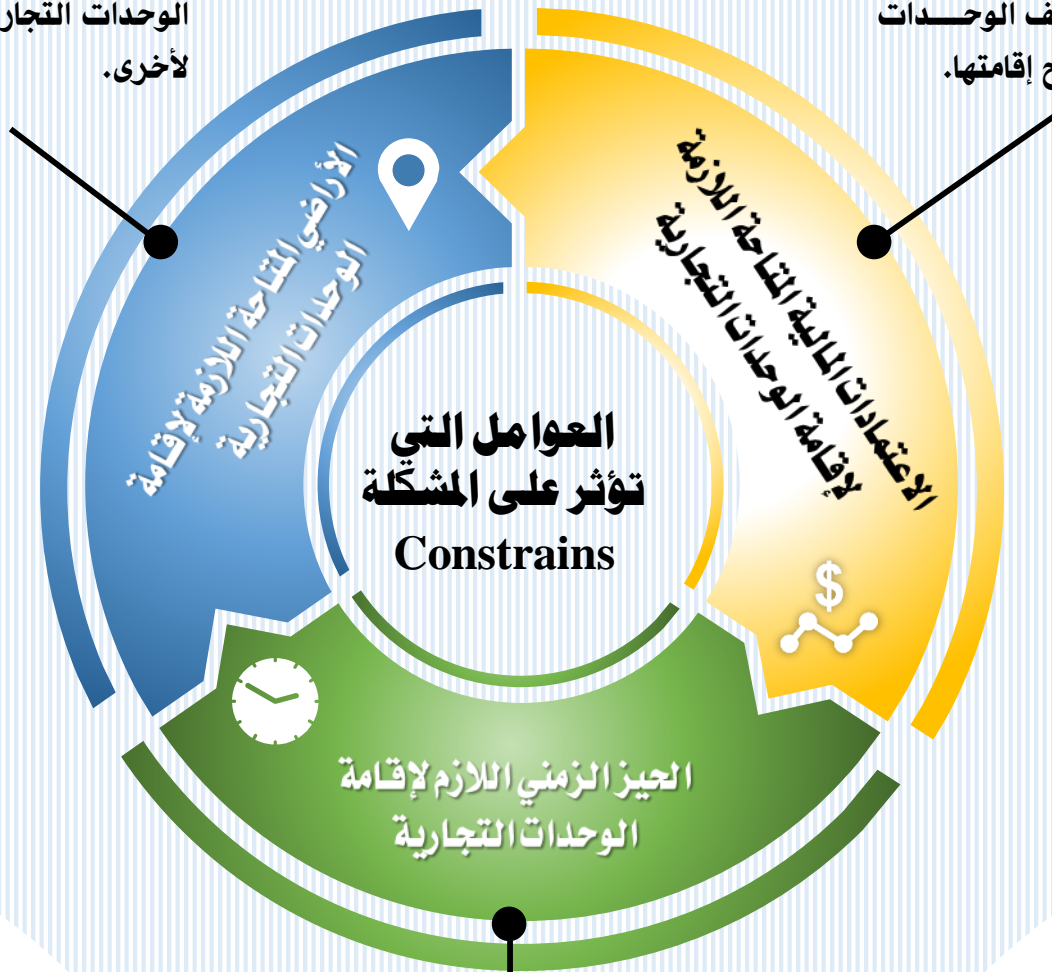 ف الوحـــدات
ح إقامتها.
الوحدات التجار
لأخرى.
الاعتمادات المالية المتاحة اللازمة
لإقامة الوحدات التجارية
الأراضي المتاحة اللازمة لإقامة
الوحدات التجارية
العوامل التي
تؤثر على المشكلة
Constrains
$
الحيز الزمني اللازم لإقامة
الوحدات التجارية